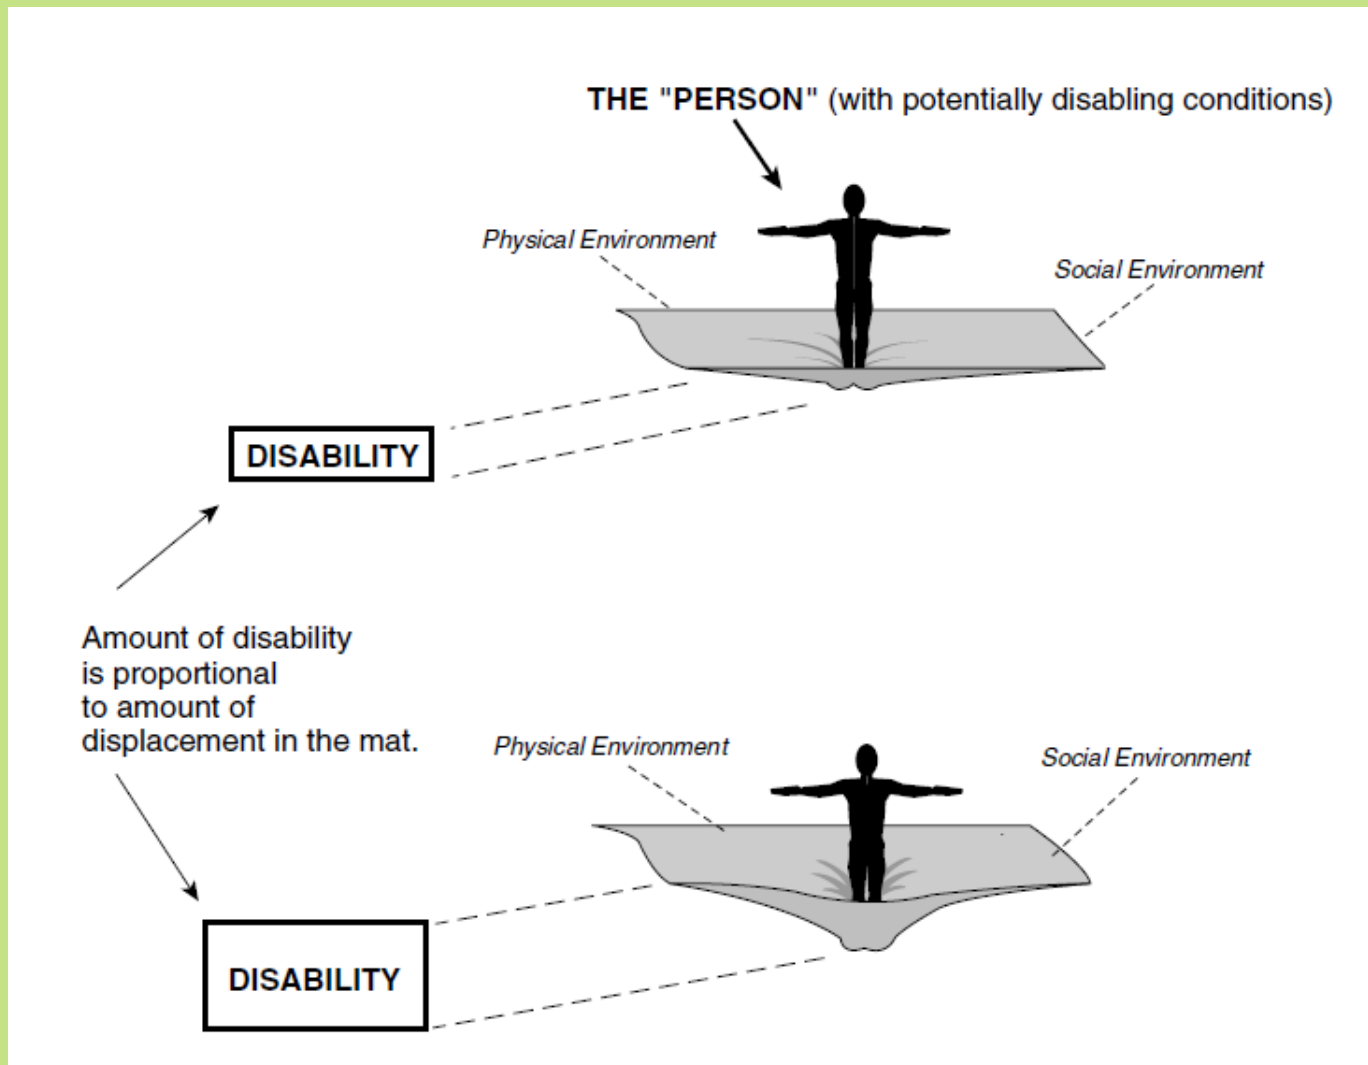 THE "PERSON" (with potentially disabling conditions)
Physical Environment
Social Environment
DISABILITY
Amount of disability
is proportional
to amount of
displacement in the mat.
Physical Environment
Social Environment
DISABILITY